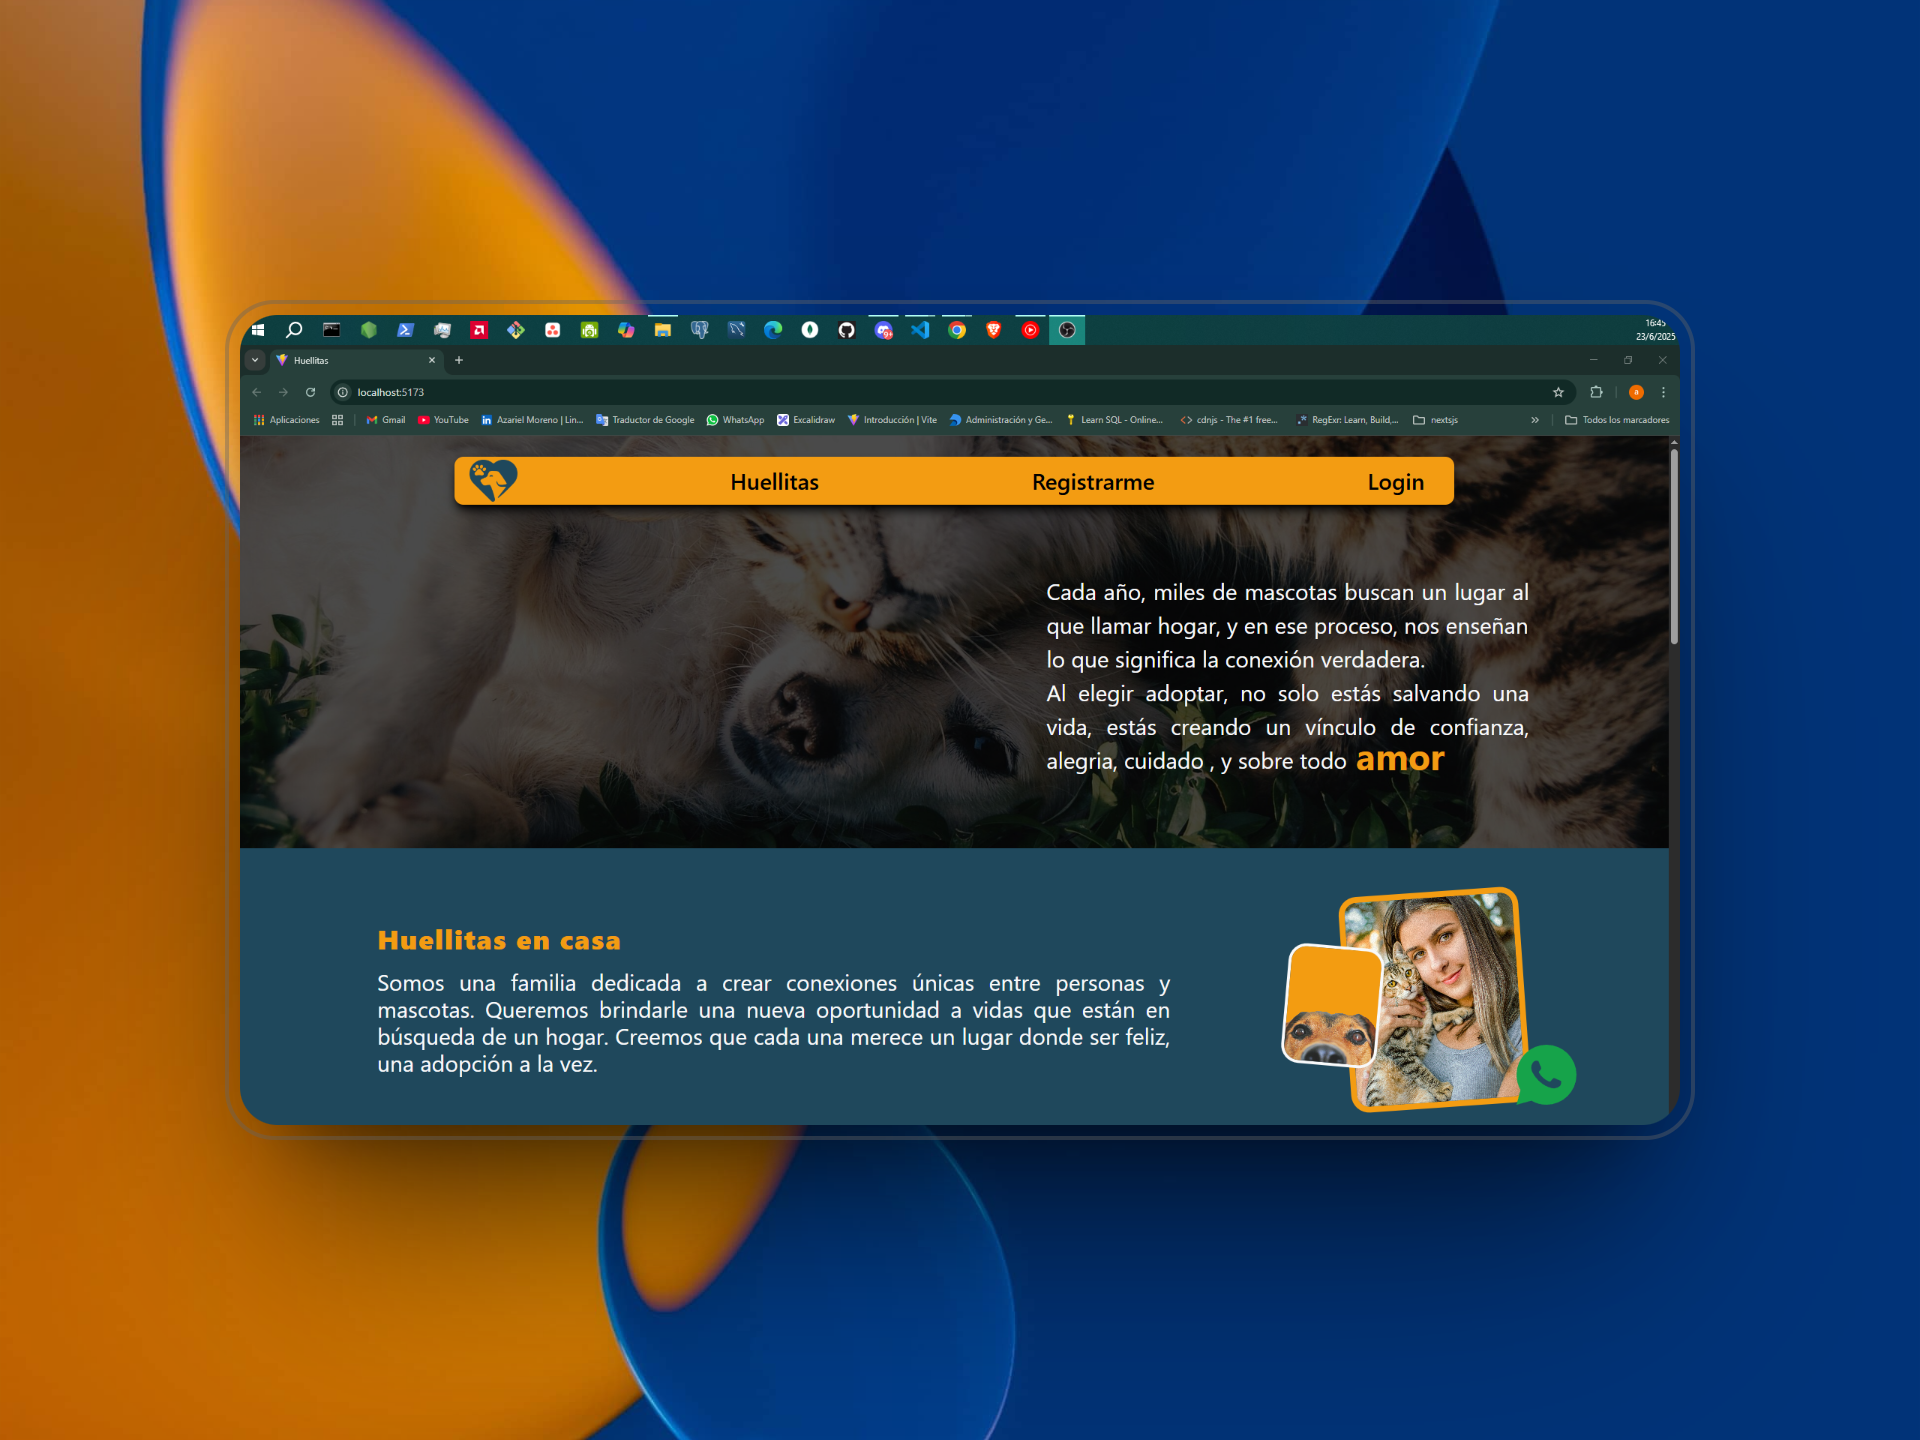 16:45
23/6/2025
Huellitas
localhost:5173
Aplicaciones
Gmail
YouTube
Azariel Moreno | Lin...
Traductor de Google
WhatsApp
Excalidraw
Introducción | Vite
Administración y Ge...
Learn SQL - Online...
cdnjs - The #1 free...
RegExr: Learn, Build,...
nextsjs
Todos los marcadores
Huellitas
Registrarme
Login
Cada año, miles de mascotas buscan un lugar al
que llamar hogar, y en ese proceso, nos enseñan
lo que significa la conexión verdadera.
Al elegir adoptar, no solo estás salvando una
vida, estás creando un vínculo de confianza,
alegria, cuidado , y sobre todo amor
Huellitas en casa
Somos una familia dedicada a crear conexiones únicas entre personas y
mascotas. Queremos brindarle una nueva oportunidad a vidas que están en
búsqueda de un hogar. Creemos que cada una merece un lugar donde ser feliz,
una adopción a la vez.